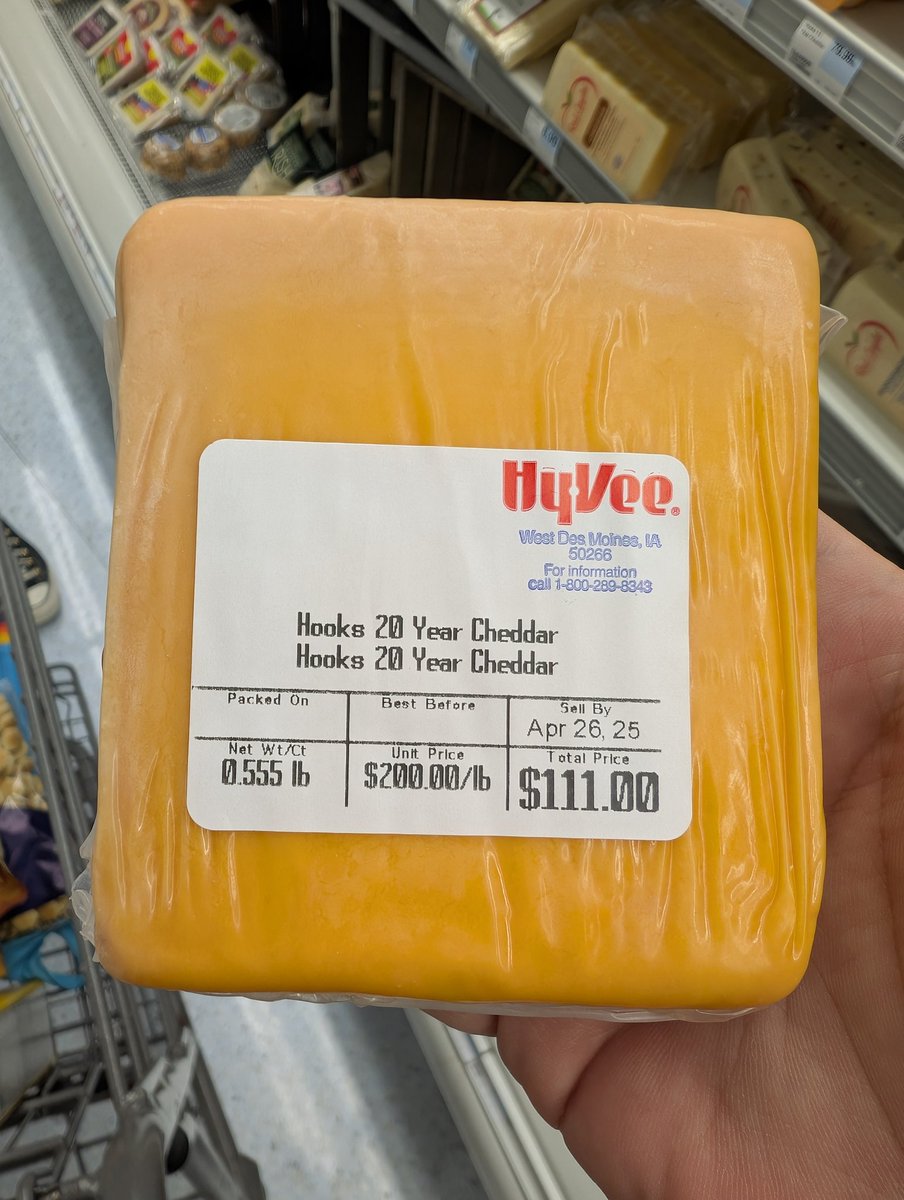 HyVee®
West Des Moines, IA
50266
For information
call 1-800-289-8343
Hooks 20 Year Cheddar
Hooks 20 Year Cheddar
Packed On
Best Before
Sell By
Apr 26, 25
Net Wt/Ct
Unit Price
Total Price
0.555 lb
$200.00/lb
$111.00